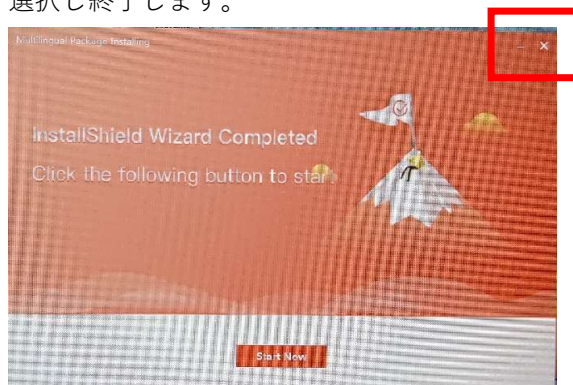 選択し終了します。
Multilingual Package Installing
InstallShield Wizard Completed
Click the following button to start
Start Now